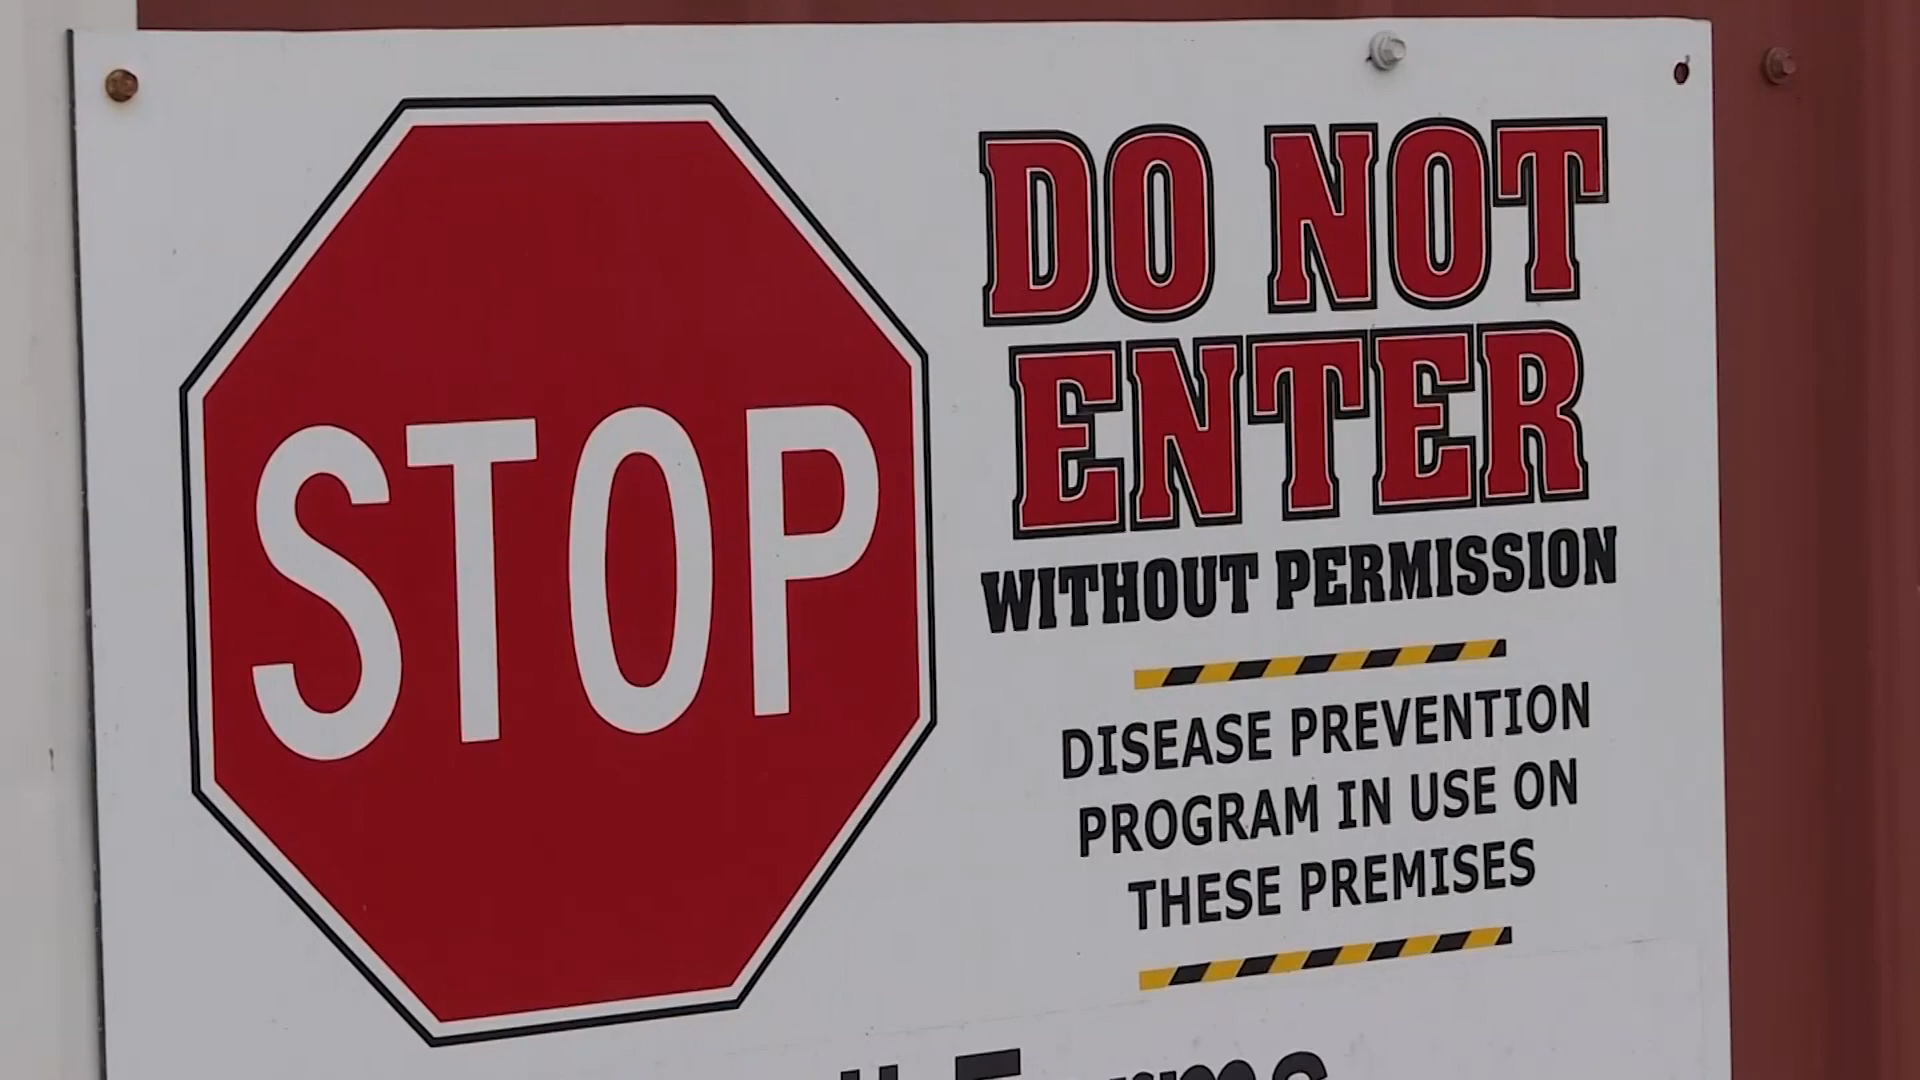 STOP
DO NOT
ENTER
WITHOUT PERMISSION
DISEASE PREVENTION
PROGRAM IN USE ON
THESE PREMISES